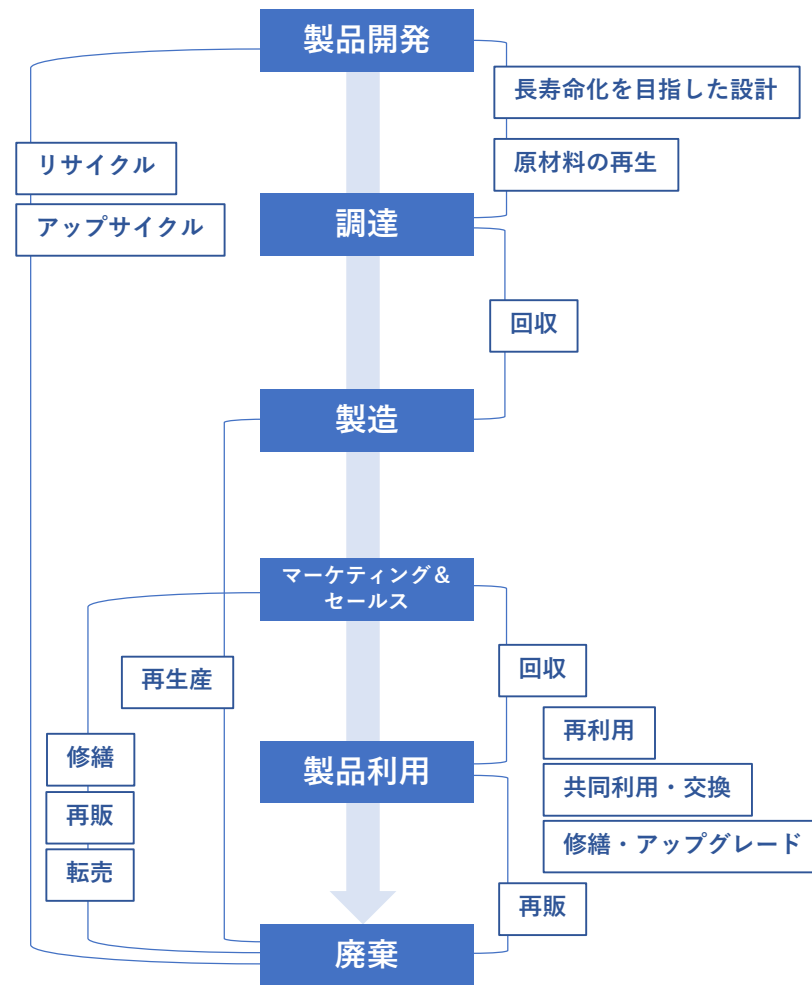 製品開発
長寿命化を目指した設計
リサイクル
原材料の再生
アップサイクル
調達
回収
製造
マーケティング＆
セールス
再生産
回収
再利用
修繕
製品利用
共同利用・交換
再販
修繕・アップグレード
転売
再販
廃棄